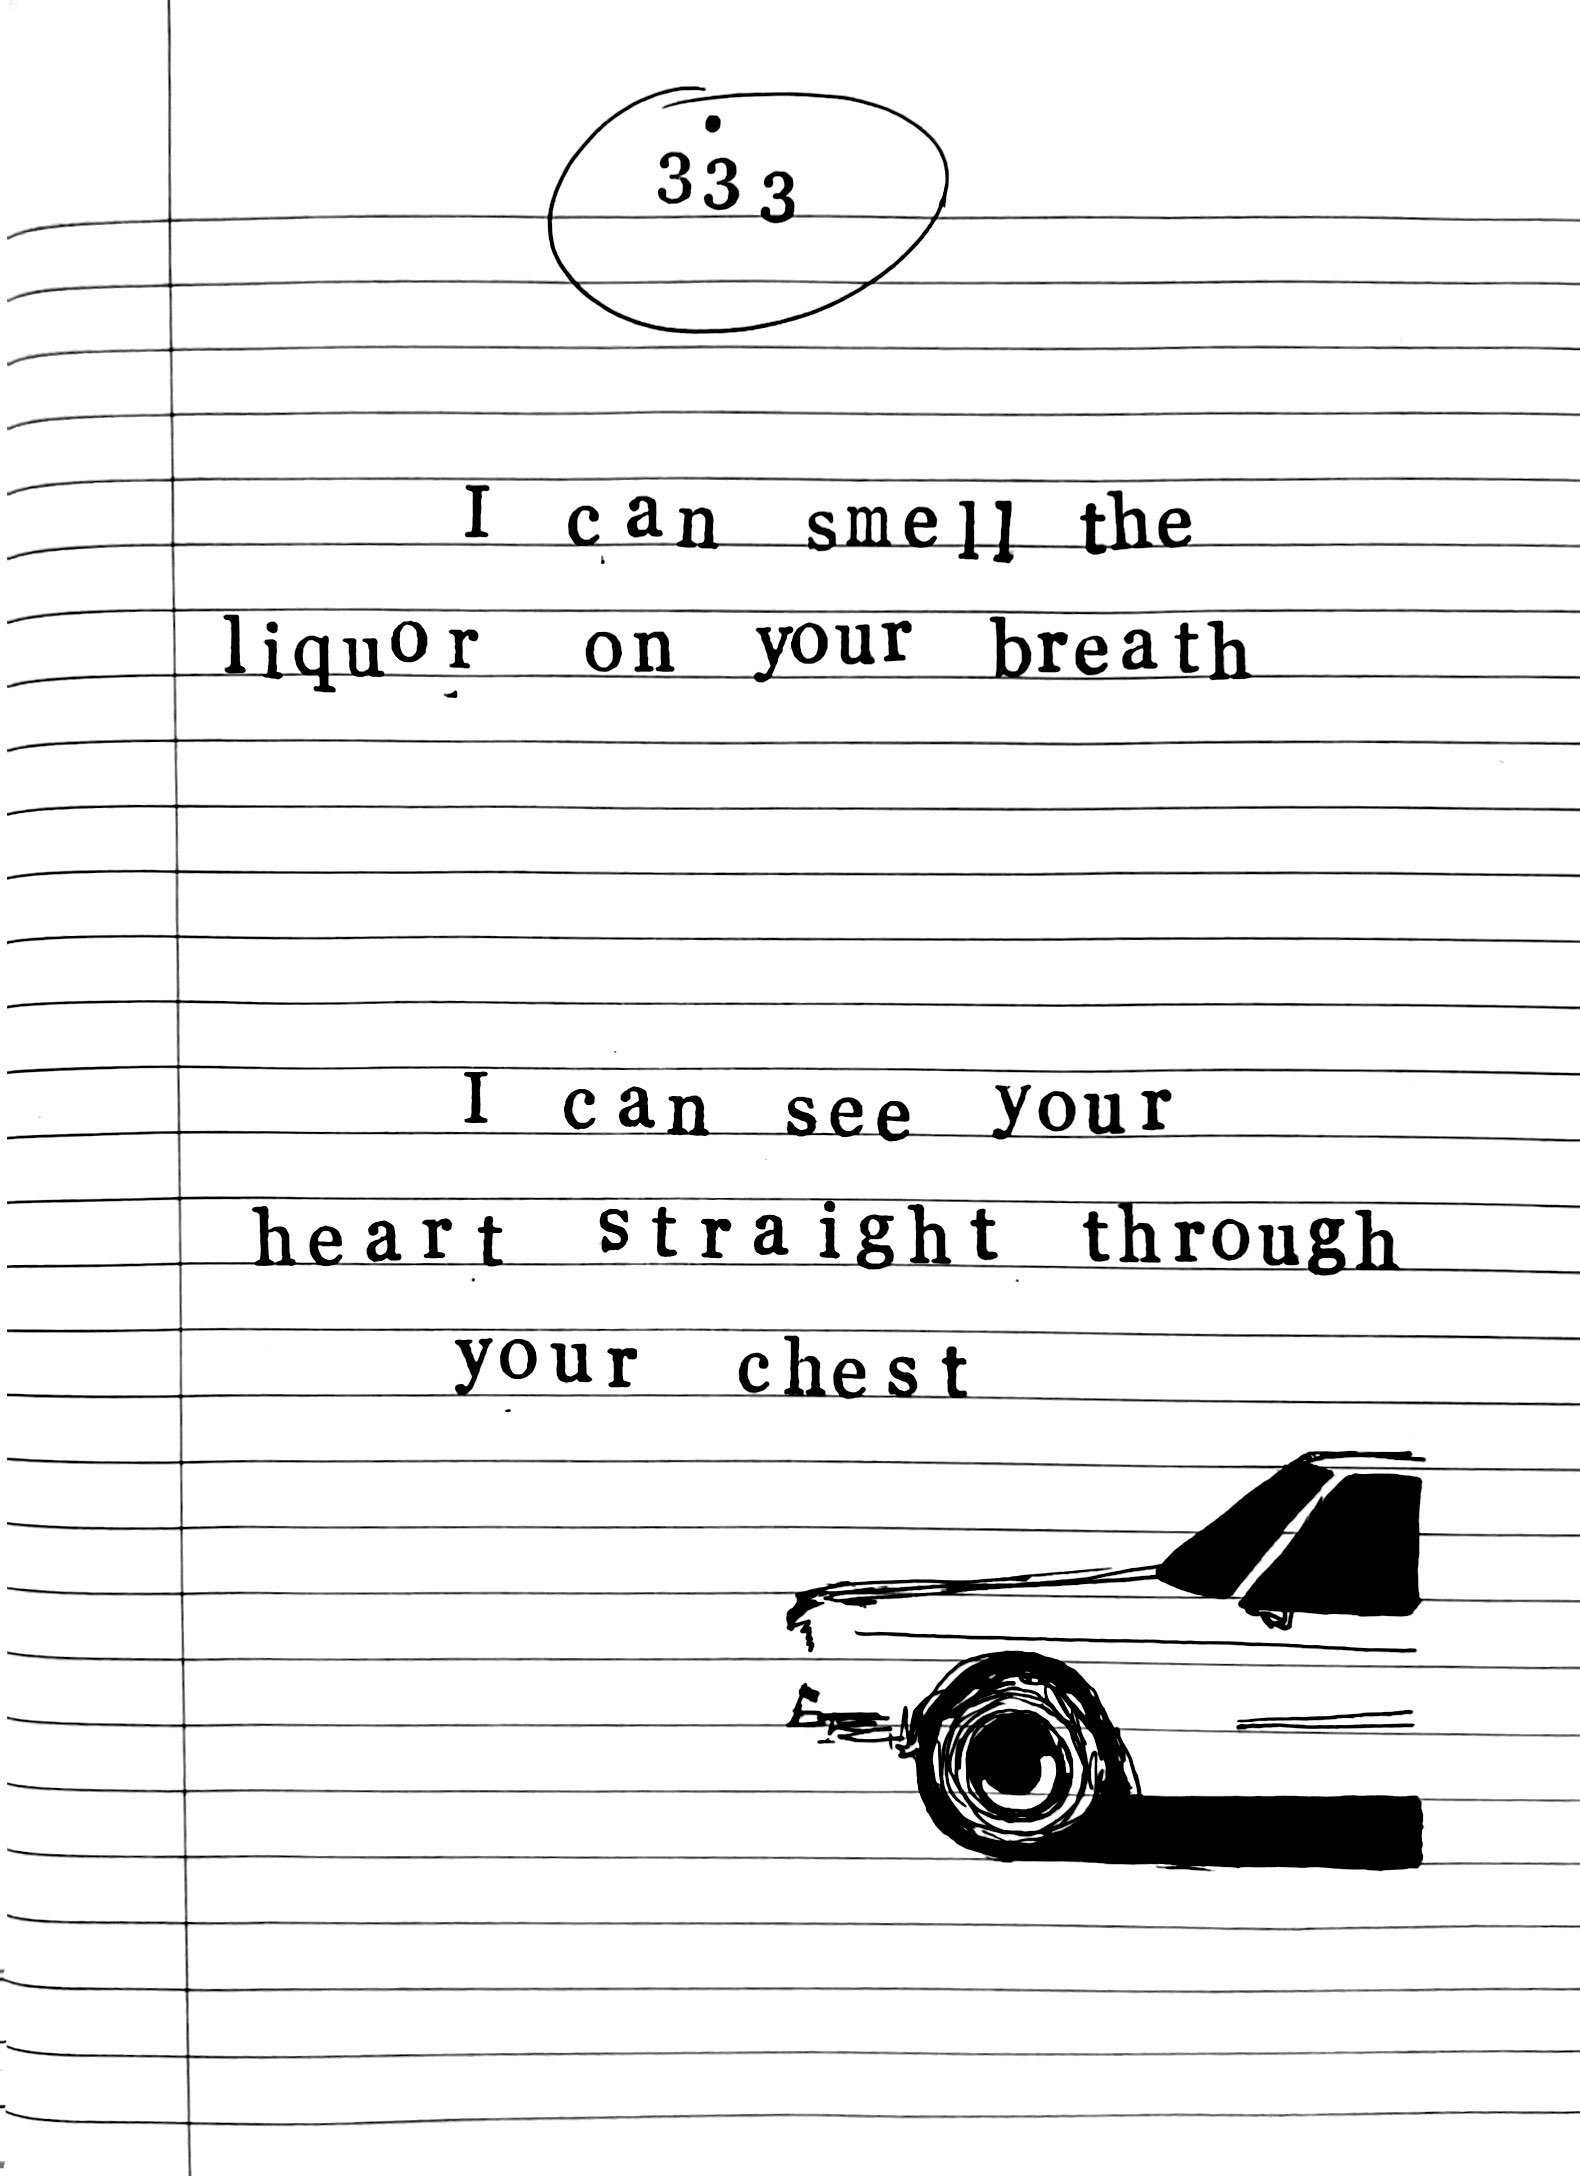 333
I can smell the
liquor on your breath
I can see your
heart straight through
your chest